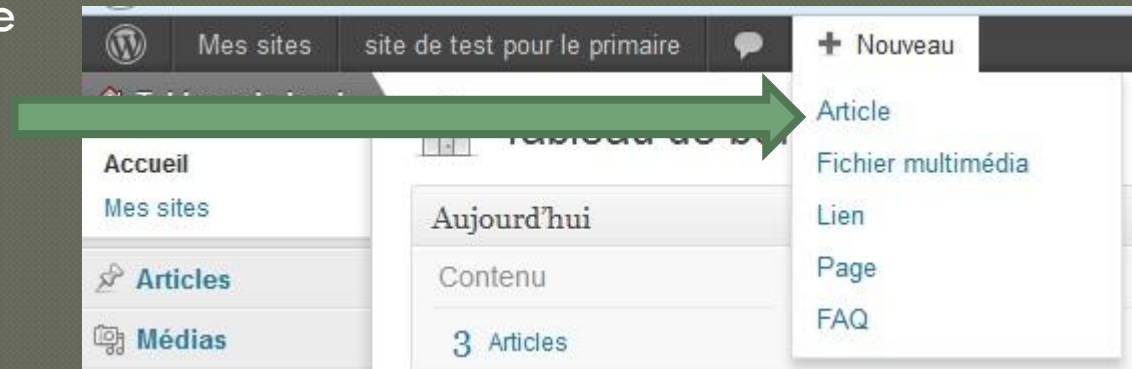 e
Mes sites site de test pour le primaire + Nouveau
Article
Accueil
Fichier multimédia
Mes sites
Aujourd'hui
Lien
Articles
Contenu
Page
Médias
3 Articles
FAQ